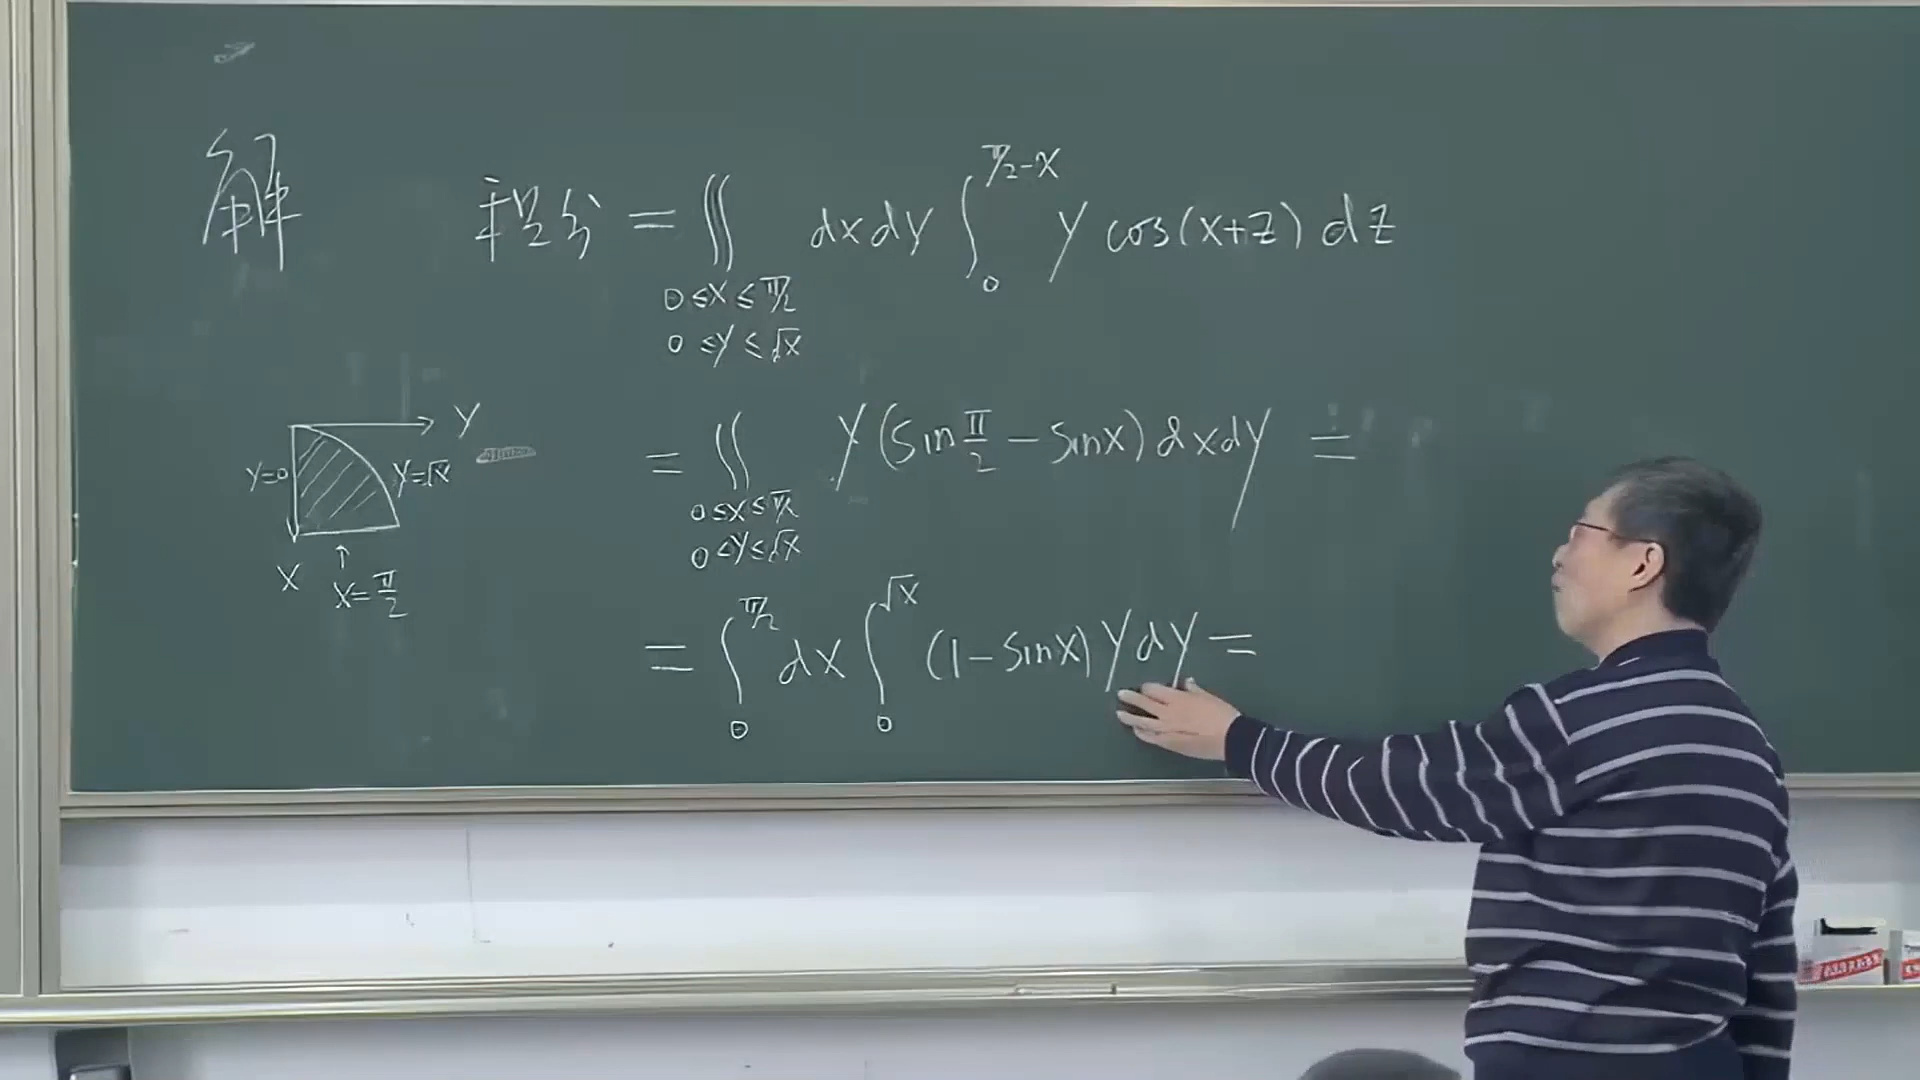 解 积分 = ∭ dxdy ∫₀^{π/2-x} y cos(x+z) dz
0≤x≤π/2
0≤y≤√x
= ∬ y(sin π/2 - sinx) dxdy =
0≤x≤π/2
0≤y≤√x
= ∫₀^{π/2} dx ∫₀^{√x} (1-sinx) y dy =
y
y=0
y=√x
x
↑
x=π/2